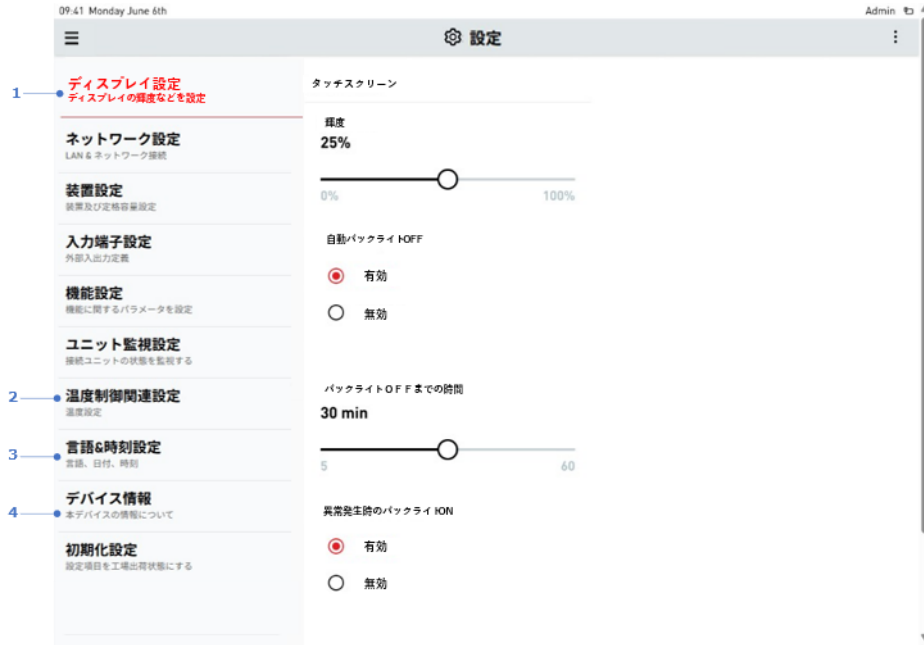 09:41 Monday June 6th
Admin
設定
1
ディスプレイ設定
ディスプレイの輝度などを設定
ネットワーク設定
LAN & ネットワーク接続
装置設定
装置及び定格容量設定
入力端子設定
外部入出力定義
機能設定
機能に関するパラメータを設定
ユニット監視設定
接続ユニットの状態を監視する
2
温度制御関連設定
温度設定
3
言語&時刻設定
言語、日付、時刻
4
デバイス情報
本デバイスの情報について
初期化設定
設定項目を工場出荷状態にする
タッチスクリーン
輝度
25%
0%
100%
自動バックライトOFF
有効
無効
バックライトOFFまでの時間
30 min
5
60
異常発生時のバックライトON
有効
無効